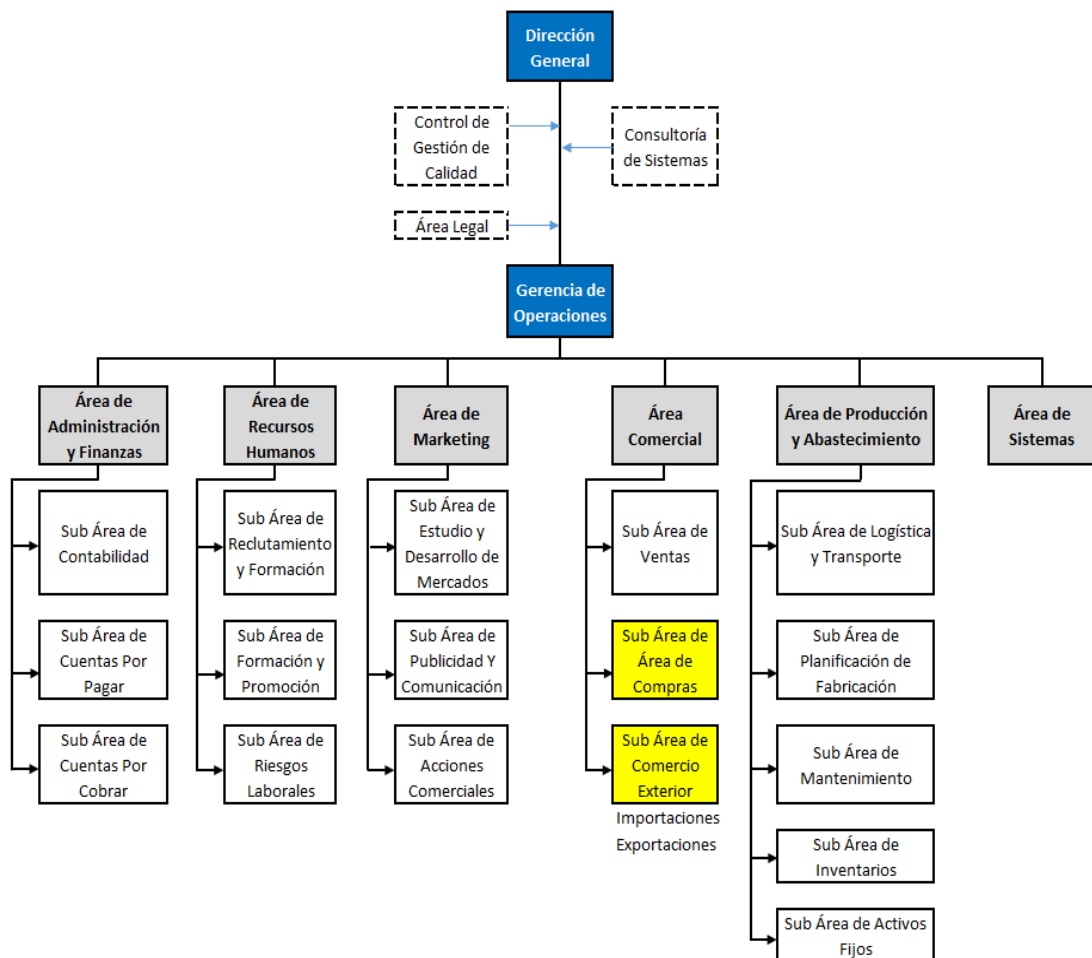 Dirección
General
Control de
Gestión de
Calidad
Consultoría
de Sistemas
Área Legal
Gerencia de
Operaciones
Área de
Administración
y Finanzas
Área de
Recursos
Humanos
Área de
Marketing
Área
Comercial
Área de Producción
y Abastecimiento
Área de
Sistemas
Sub Área de
Contabilidad
Sub Área de
Reclutamiento
y Formación
Sub Área de
Estudio y
Desarrollo de
Mercados
Sub Área de
Ventas
Sub Área de Logística
y Transporte
Sub Área de
Cuentas Por
Pagar
Sub Área de
Formación y
Promoción
Sub Área de
Publicidad Y
Comunicación
Sub Área de
Área de
Compras
Sub Área de
Planificación de
Fabricación
Sub Área de
Cuentas Por
Cobrar
Sub Área de
Riesgos
Laborales
Sub Área de
Acciones
Comerciales
Sub Área de
Comercio
Exterior
Importaciones
Exportaciones
Sub Área de
Mantenimiento
Sub Área de
Inventarios
Sub Área de Activos
Fijos